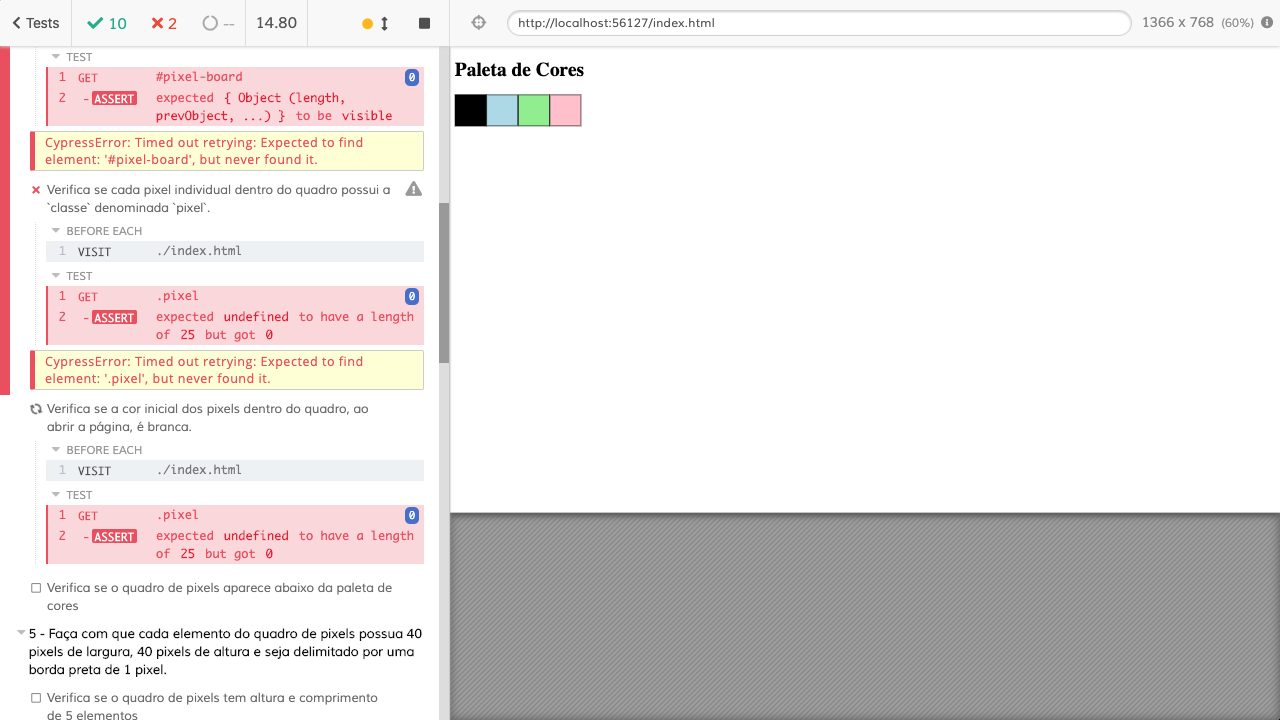 Tests 10 2 -- 14.80 http://localhost:56127/index.html 1366 x 768 (60%)
TEST
1 GET #pixel-board 0
2 -ASSERT expected { Object (length,
prevObject, ...) } to be visible
CypressError: Timed out retrying: Expected to find
element: '#pixel-board', but never found it.
Verifica se cada pixel individual dentro do quadro possui a
`classe` denominada `pixel`.
BEFORE EACH
1 VISIT ./index.html
TEST
1 GET .pixel 0
2 -ASSERT expected undefined to have a length
of 25 but got 0
CypressError: Timed out retrying: Expected to find
element: '.pixel', but never found it.
Verifica se a cor inicial dos pixels dentro do quadro, ao
abrir a página, é branca.
BEFORE EACH
1 VISIT ./index.html
TEST
1 GET .pixel 0
2 -ASSERT expected undefined to have a length
of 25 but got 0
Verifica se o quadro de pixels aparece abaixo da paleta de
cores
5 - Faça com que cada elemento do quadro de pixels possua 40
pixels de largura, 40 pixels de altura e seja delimitado por uma
borda preta de 1 pixel.
Verifica se o quadro de pixels tem altura e comprimento
de 5 elementos
Paleta de Cores